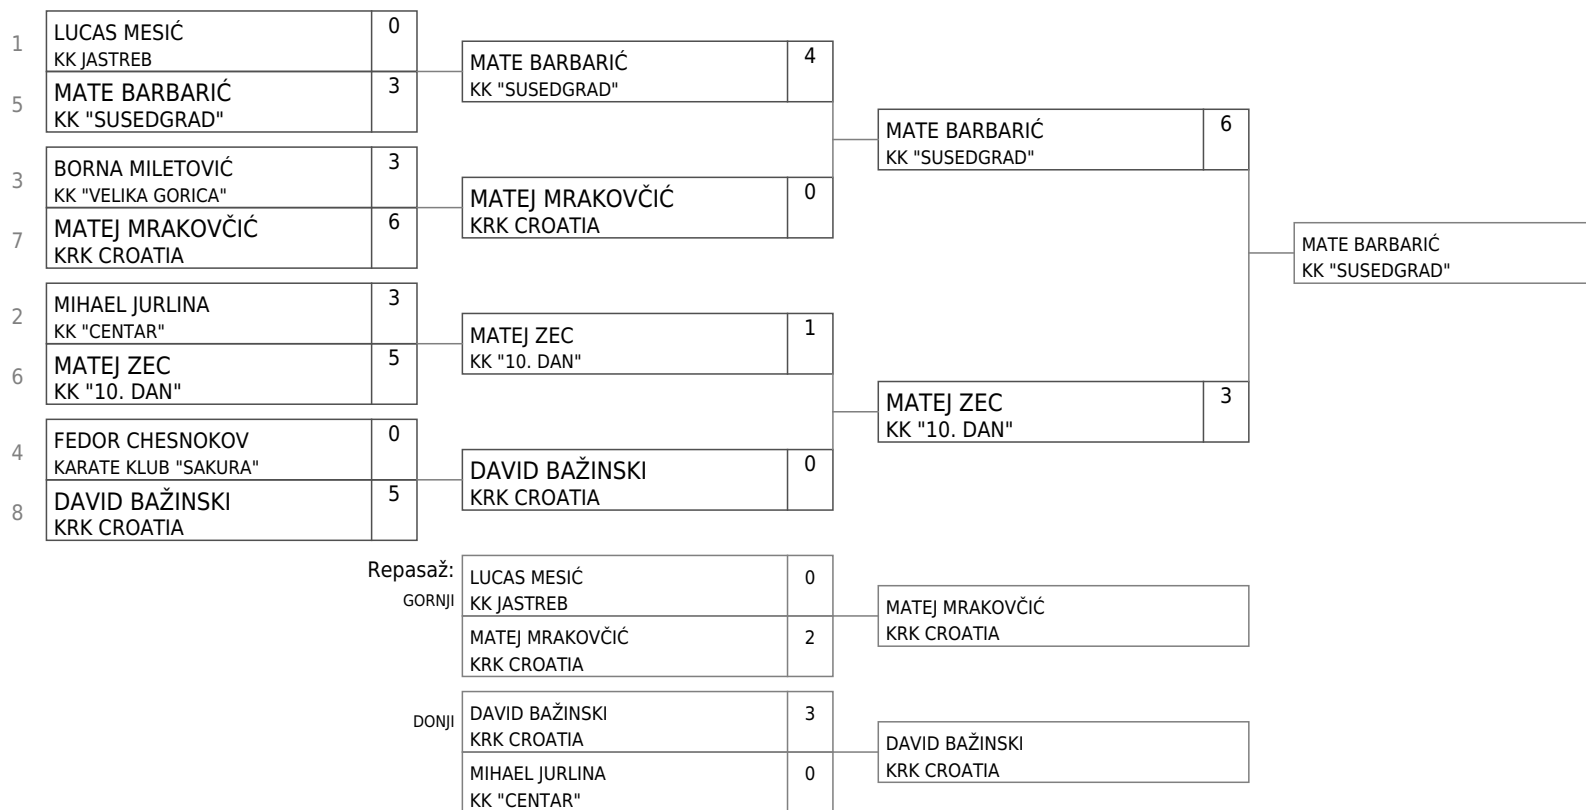 1
LUCAS MESIĆ
KK JASTREB
0
5
MATE BARBARIĆ
KK "SUSEDGRAD"
3
3
BORNA MILETOVIĆ
KK "VELIKA GORICA"
3
7
MATEJ MRAKOVČIĆ
KRK CROATIA
6
2
MIHAEL JURLINA
KK "CENTAR"
3
6
MATEJ ZEC
KK "10. DAN"
5
4
FEDOR CHESNOKOV
KARATE KLUB "SAKURA"
0
8
DAVID BAŽINSKI
KRK CROATIA
5
MATE BARBARIĆ
KK "SUSEDGRAD"
4
MATEJ MRAKOVČIĆ
KRK CROATIA
0
MATEJ ZEC
KK "10. DAN"
1
DAVID BAŽINSKI
KRK CROATIA
0
MATE BARBARIĆ
KK "SUSEDGRAD"
6
MATEJ ZEC
KK "10. DAN"
3
MATE BARBARIĆ
KK "SUSEDGRAD"
Repasaž:
GORNJI
LUCAS MESIĆ
KK JASTREB
0
MATEJ MRAKOVČIĆ
KRK CROATIA
2
MATEJ MRAKOVČIĆ
KRK CROATIA
DONJI
DAVID BAŽINSKI
KRK CROATIA
3
MIHAEL JURLINA
KK "CENTAR"
0
DAVID BAŽINSKI
KRK CROATIA